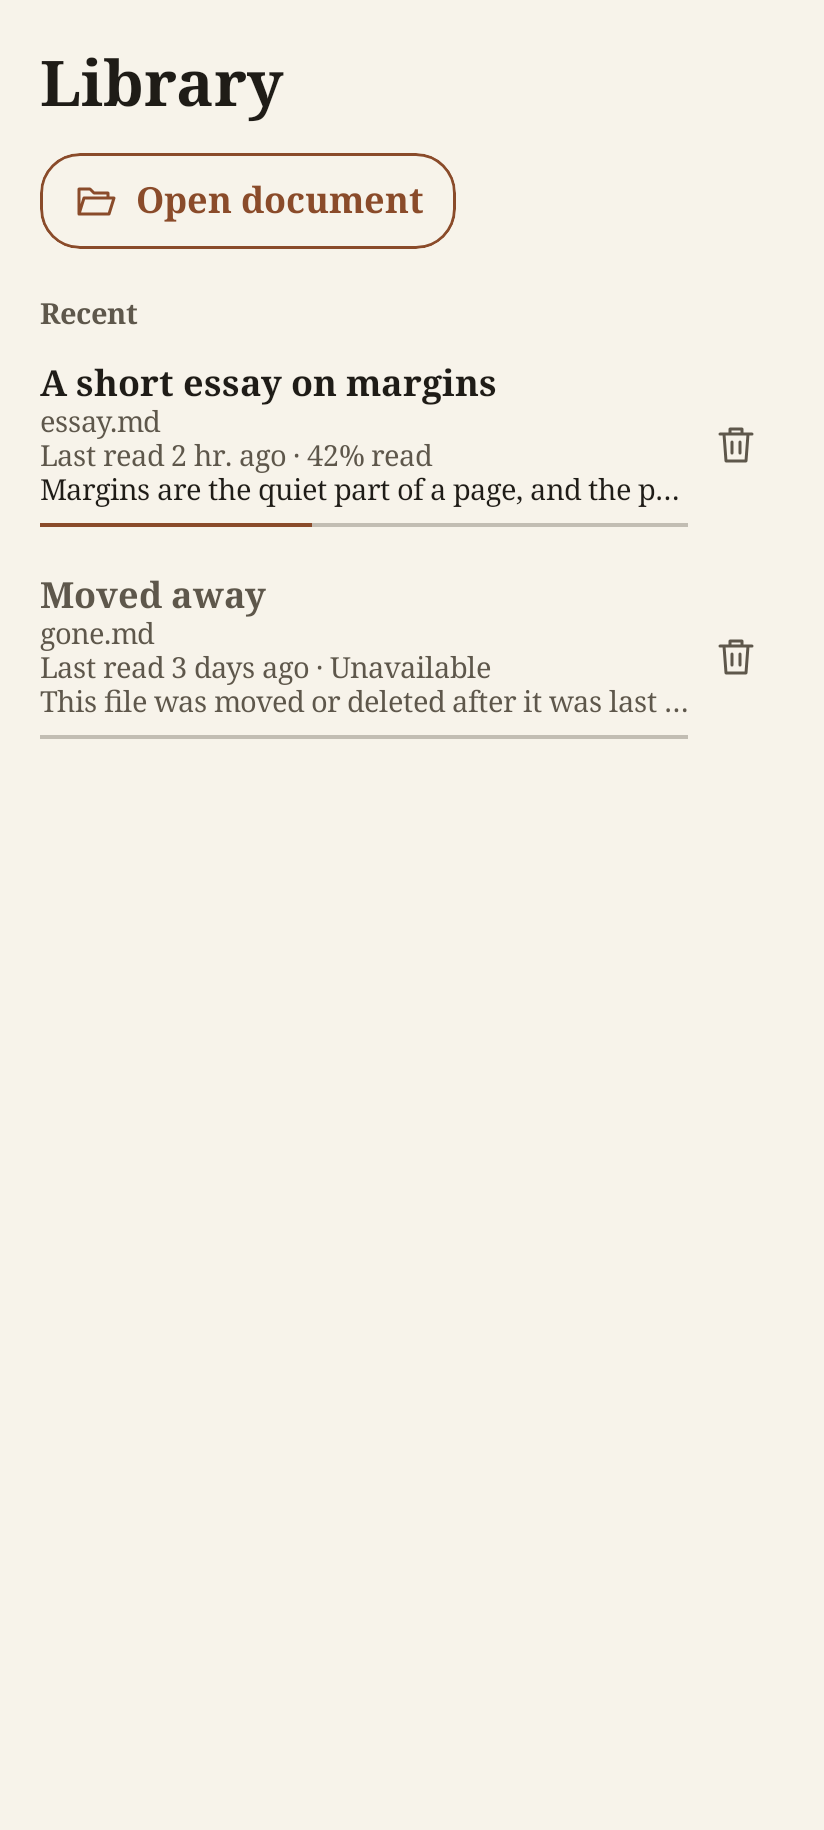 Library
Open document
Recent
A short essay on margins
essay.md
Last read 2 hr. ago · 42% read
Margins are the quiet part of a page, and the p…
Moved away
gone.md
Last read 3 days ago · Unavailable
This file was moved or deleted after it was last …